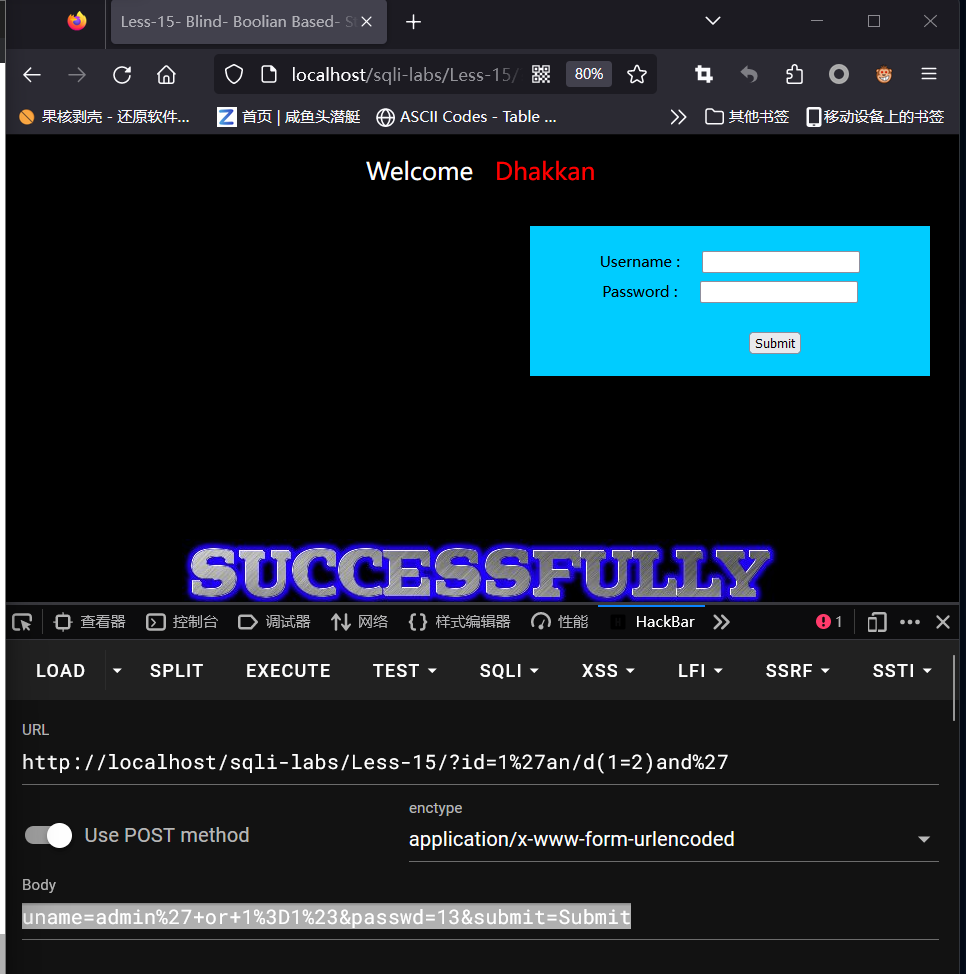 Less-15- Blind- Boolian Based- S
localhost/sqli-labs/Less-15/
80%
果核剥壳 - 还原软件...
首页 | 咸鱼头潜艇
ASCII Codes - Table ...
其他书签
移动设备上的书签
Welcome Dhakkan
Username :
Password :
Submit
SUCCESSFULLY
查看器
控制台
调试器
网络
样式编辑器
性能
HackBar
1
LOAD
SPLIT
EXECUTE
TEST
SQLI
XSS
LFI
SSRF
SSTI
URL
http://localhost/sqli-labs/Less-15/?id=1%27an/d(1=2)and%27
Use POST method
enctype
application/x-www-form-urlencoded
Body
uname=admin%27+or+1%3D1%23&passwd=13&submit=Submit